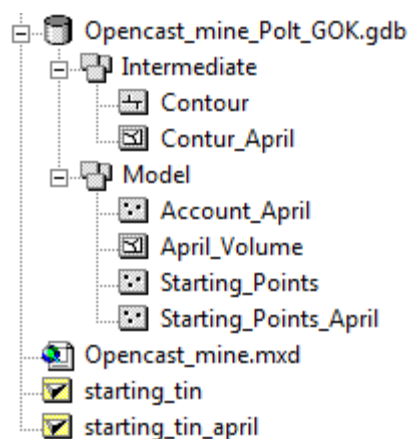 Opencast_mine_Polt_GOK.gdb
Intermediate
Contour
Contur_April
Model
Account_April
April_Volume
Starting_Points
Starting_Points_April
Opencast_mine.mxd
starting_tin
starting_tin_april